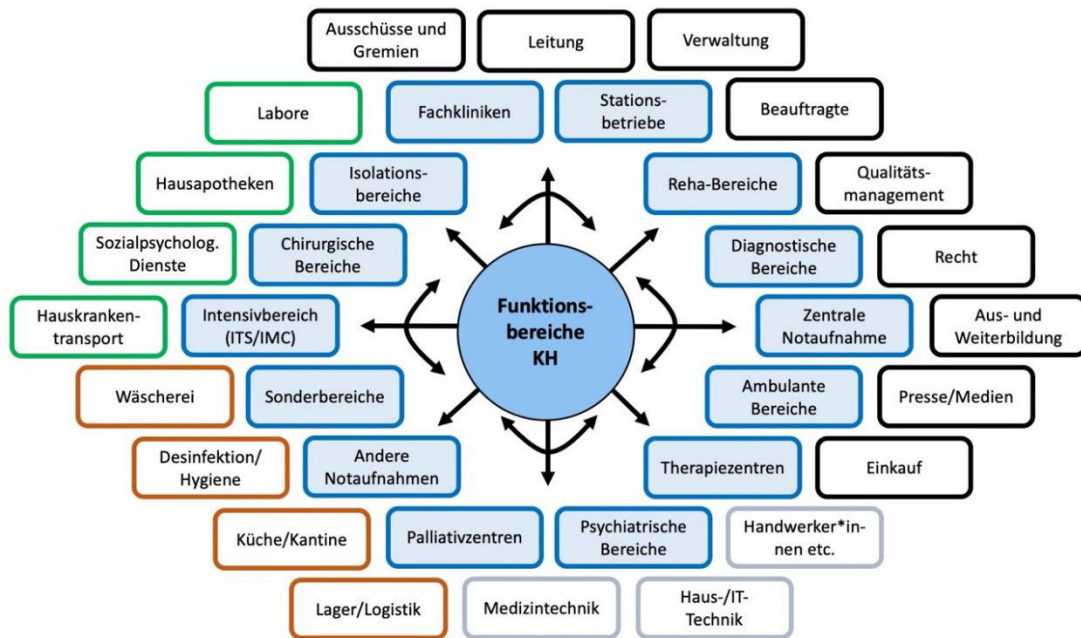 Ausschüsse und
Gremien
Leitung
Verwaltung
Labore
Fachkliniken
Stations-
betriebe
Beauftragte
Hausapotheken
Isolations-
bereiche
Reha-Bereiche
Qualitäts-
management
Sozialpsycholog.
Dienste
Chirurgische
Bereiche
Diagnostische
Bereiche
Recht
Hauskranken-
transport
Intensivbereich
(ITS/IMC)
Funktions-
bereiche
KH
Zentrale
Notaufnahme
Aus- und
Weiterbildung
Wäscherei
Sonderbereiche
Ambulante
Bereiche
Presse/Medien
Desinfektion/
Hygiene
Andere
Notaufnahmen
Therapiezentren
Einkauf
Küche/Kantine
Palliativzentren
Psychiatrische
Bereiche
Handwerker*in-
nen etc.
Lager/Logistik
Medizintechnik
Haus-/IT-
Technik